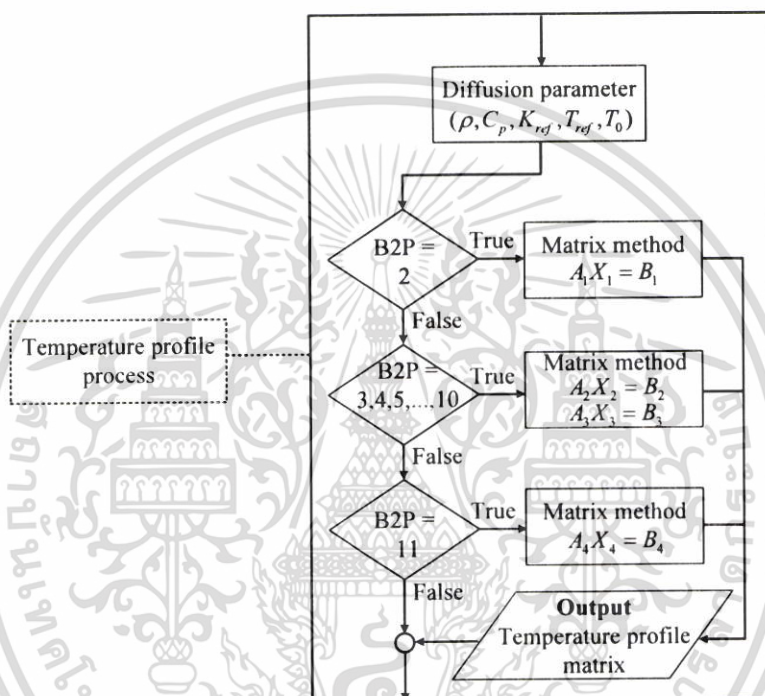 Diffusion parameter
(ρ, C_p, K_ref, T_ref, T_0)
B2P =
2
True
Matrix method
A_1X_1 = B_1
False
Temperature profile
process
B2P =
3,4,5,...,10
True
Matrix method
A_2X_2 = B_2
A_3X_3 = B_3
False
B2P =
11
True
Matrix method
A_4X_4 = B_4
False
Output
Temperature profile
matrix